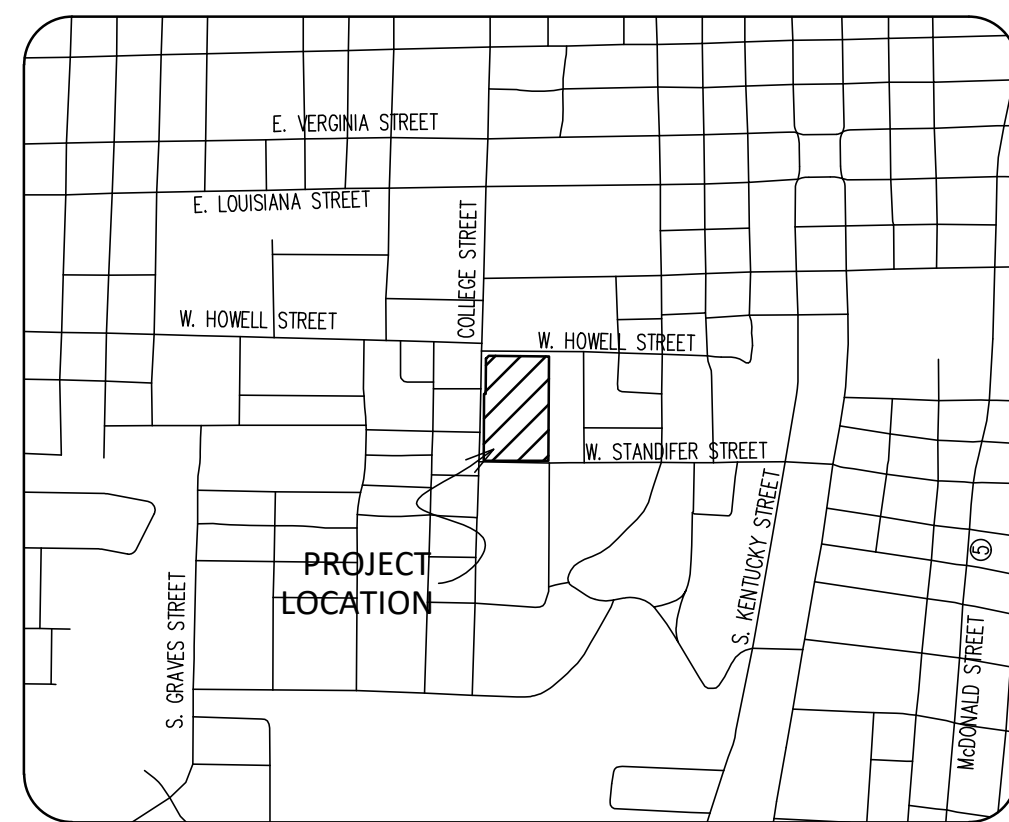 E. VERGINIA STREET
E. LOUISIANA STREET
COLLEGE STREET
W. HOWELL STREET
W. HOWELL STREET
W. STANDIFER STREET
S. KENTUCKY STREET
PROJECT
LOCATION
5
S. GRAVES STREET
McDONALD STREET